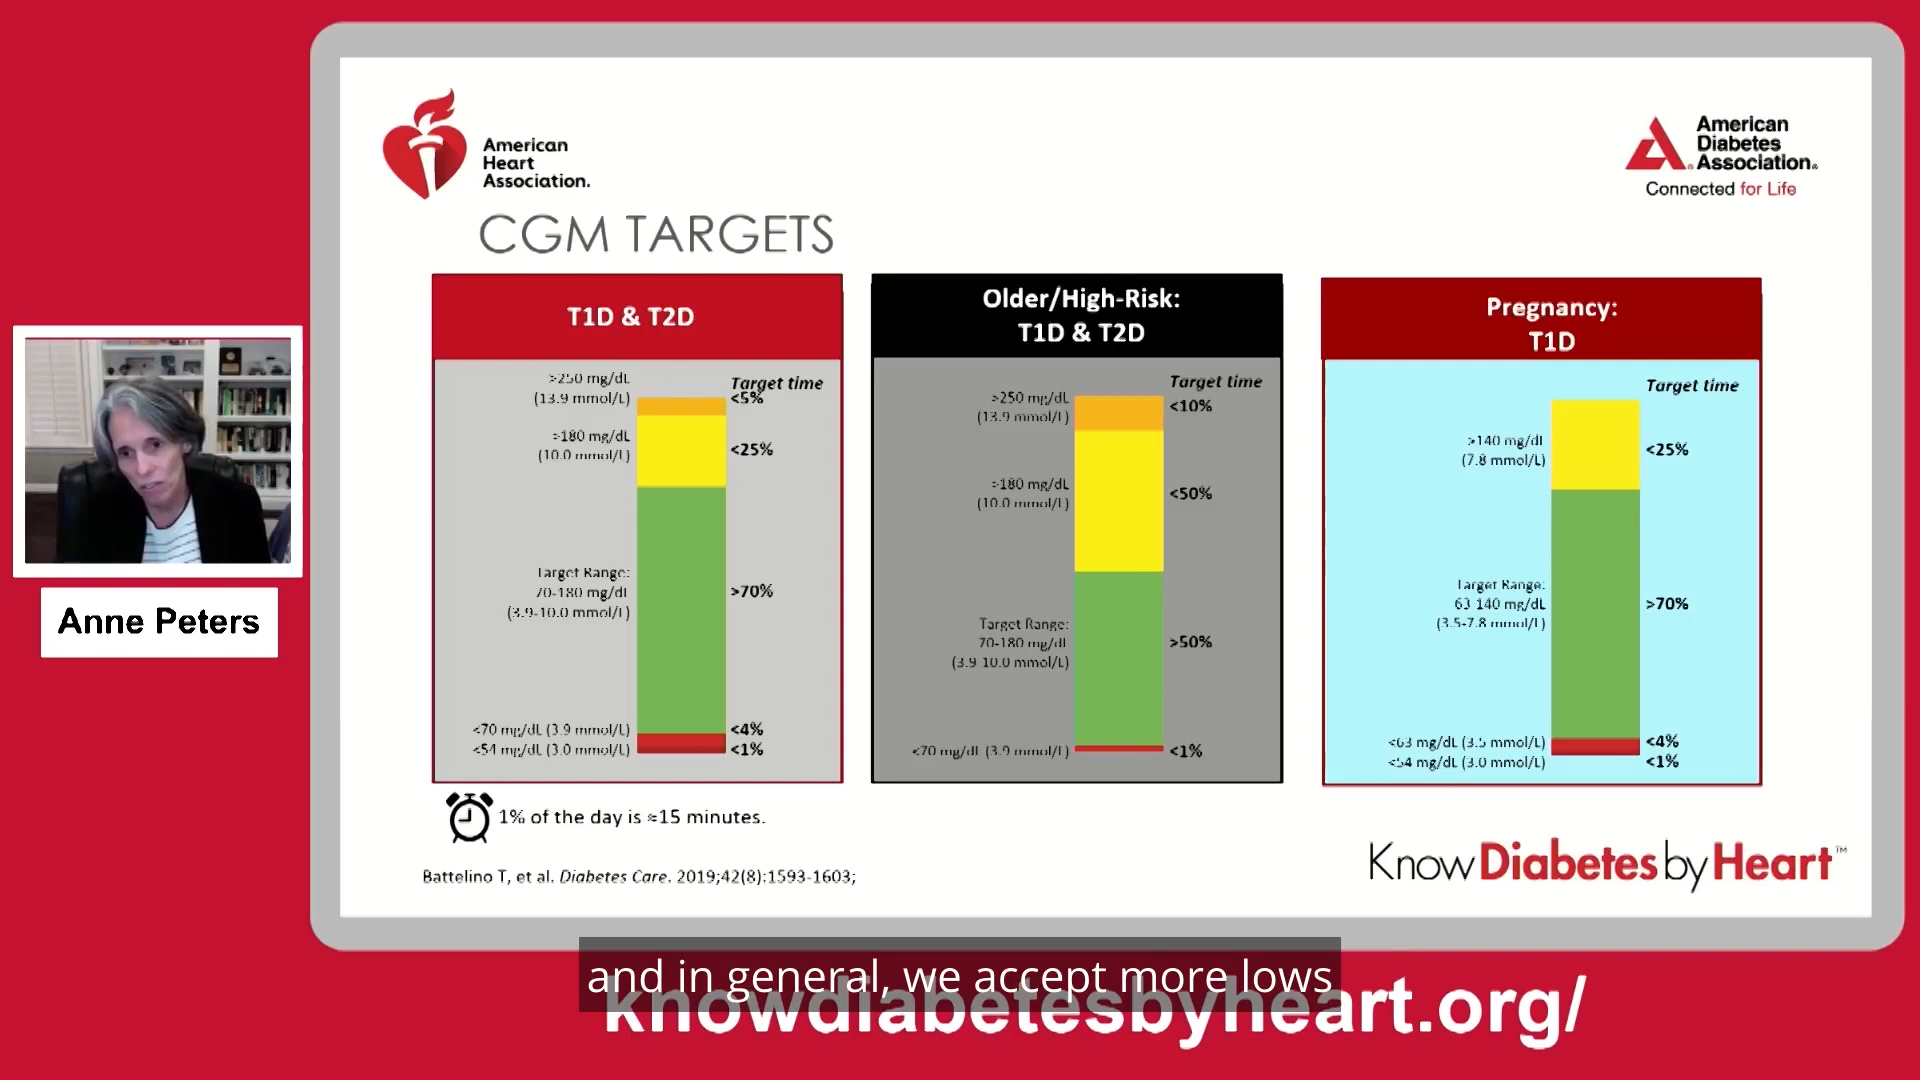 American
Heart
Association.
American
Diabetes
Association.
Connected for Life
CGM TARGETS
T1D & T2D
>250 mg/dL
(13.9 mmol/L)
Target time
<5%
>180 mg/dL
(10.0 mmol/L)
<25%
Target Range:
70-180 mg/dL
(3.9-10.0 mmol/L)
>70%
<70 mg/dL (3.9 mmol/L)
<4%
<54 mg/dL (3.0 mmol/L)
<1%
Older/High-Risk:
T1D & T2D
Target time
>250 mg/dL
(13.9 mmol/L)
<10%
>180 mg/dL
(10.0 mmol/L)
<50%
Target Range:
70-180 mg/dL
(3.9-10.0 mmol/L)
>50%
<70 mg/dL (3.9 mmol/L)
<1%
Pregnancy:
T1D
Target time
>140 mg/dL
(7.8 mmol/L)
<25%
Target Range:
63-140 mg/dL
(3.5-7.8 mmol/L)
>70%
<63 mg/dL (3.5 mmol/L)
<4%
<54 mg/dL (3.0 mmol/L)
<1%
1% of the day is ≈15 minutes.
Battelino T, et al. Diabetes Care. 2019;42(8):1593-1603;
Know Diabetes by Heart™
Anne Peters
and in general, we accept more lows
knowdiabetesbyheart.org/